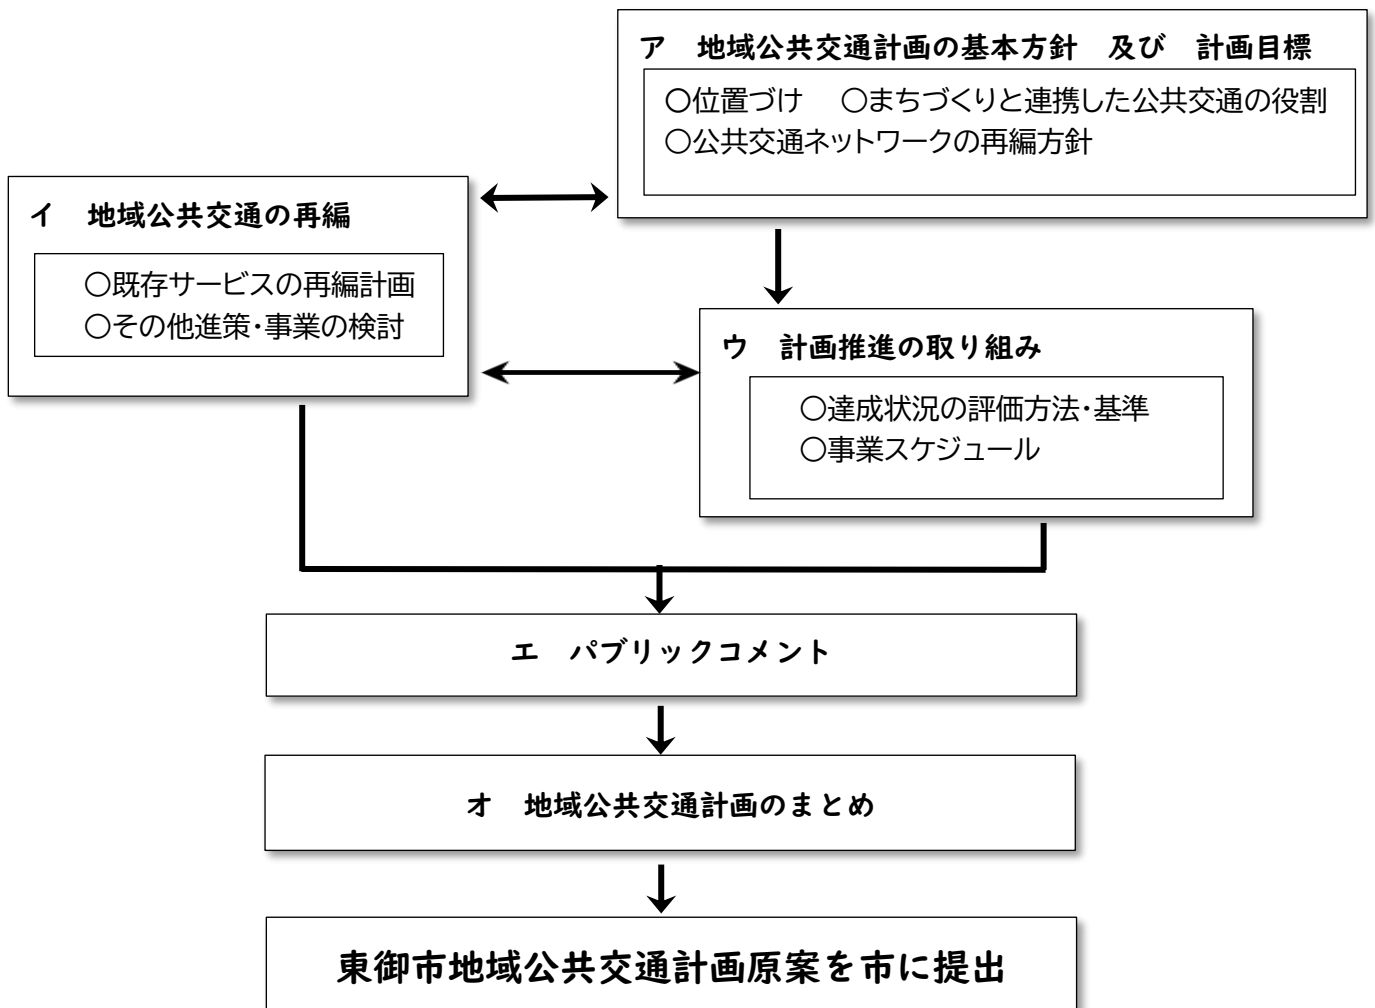 ア 地域公共交通計画の基本方針 及び 計画目標
○位置づけ ○まちづくりと連携した公共交通の役割
○公共交通ネットワークの再編方針
イ 地域公共交通の再編
○既存サービスの再編計画
○その他進策・事業の検討
ウ 計画推進の取り組み
○達成状況の評価方法・基準
○事業スケジュール
エ パブリックコメント
オ 地域公共交通計画のまとめ
東御市地域公共交通計画原案を市に提出